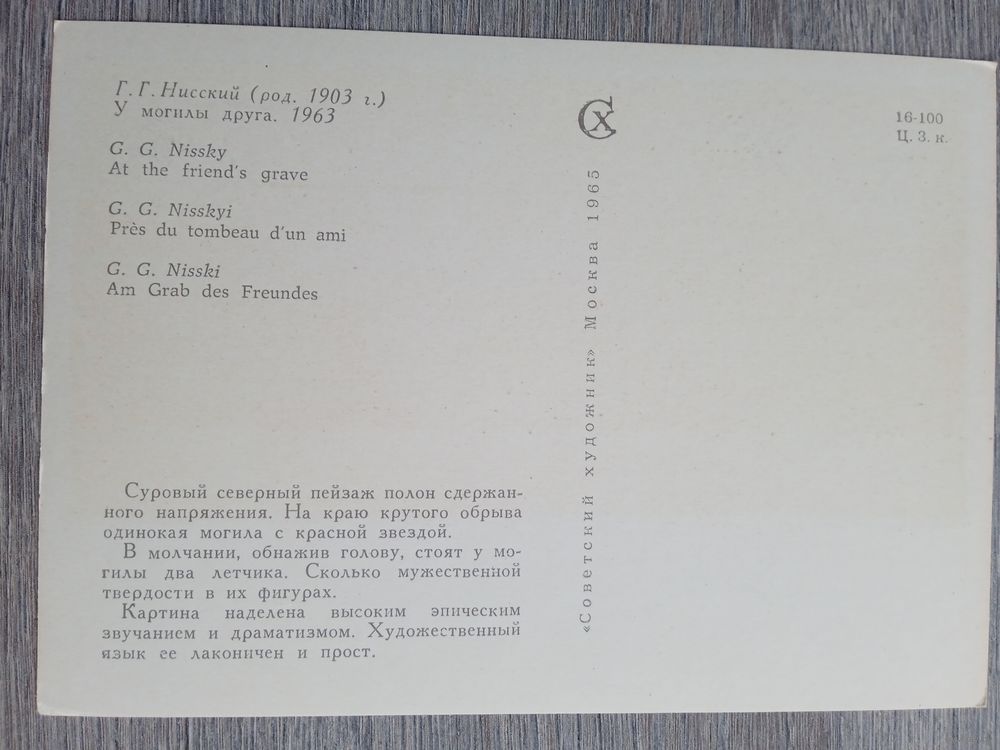 Г. Г. Нисский (род. 1903 г.)
У могилы друга. 1963
G. G. Nissky
At the friend's grave
G. G. Nisskyi
Près du tombeau d'un ami
G. G. Nisski
Am Grab des Freundes
Суровый северный пейзаж полон сдержан-
ного напряжения. На краю крутого обрыва
одинокая могила с красной звездой.
В молчании, обнажив голову, стоят у мо-
гилы два летчика. Сколько мужественной
твердости в их фигурах.
Картина наделена высоким эпическим
звучанием и драматизмом. Художественный
язык ее лаконичен и прост.
СХ
«Советский художник» Москва 1965
16-100
Ц. 3. к.